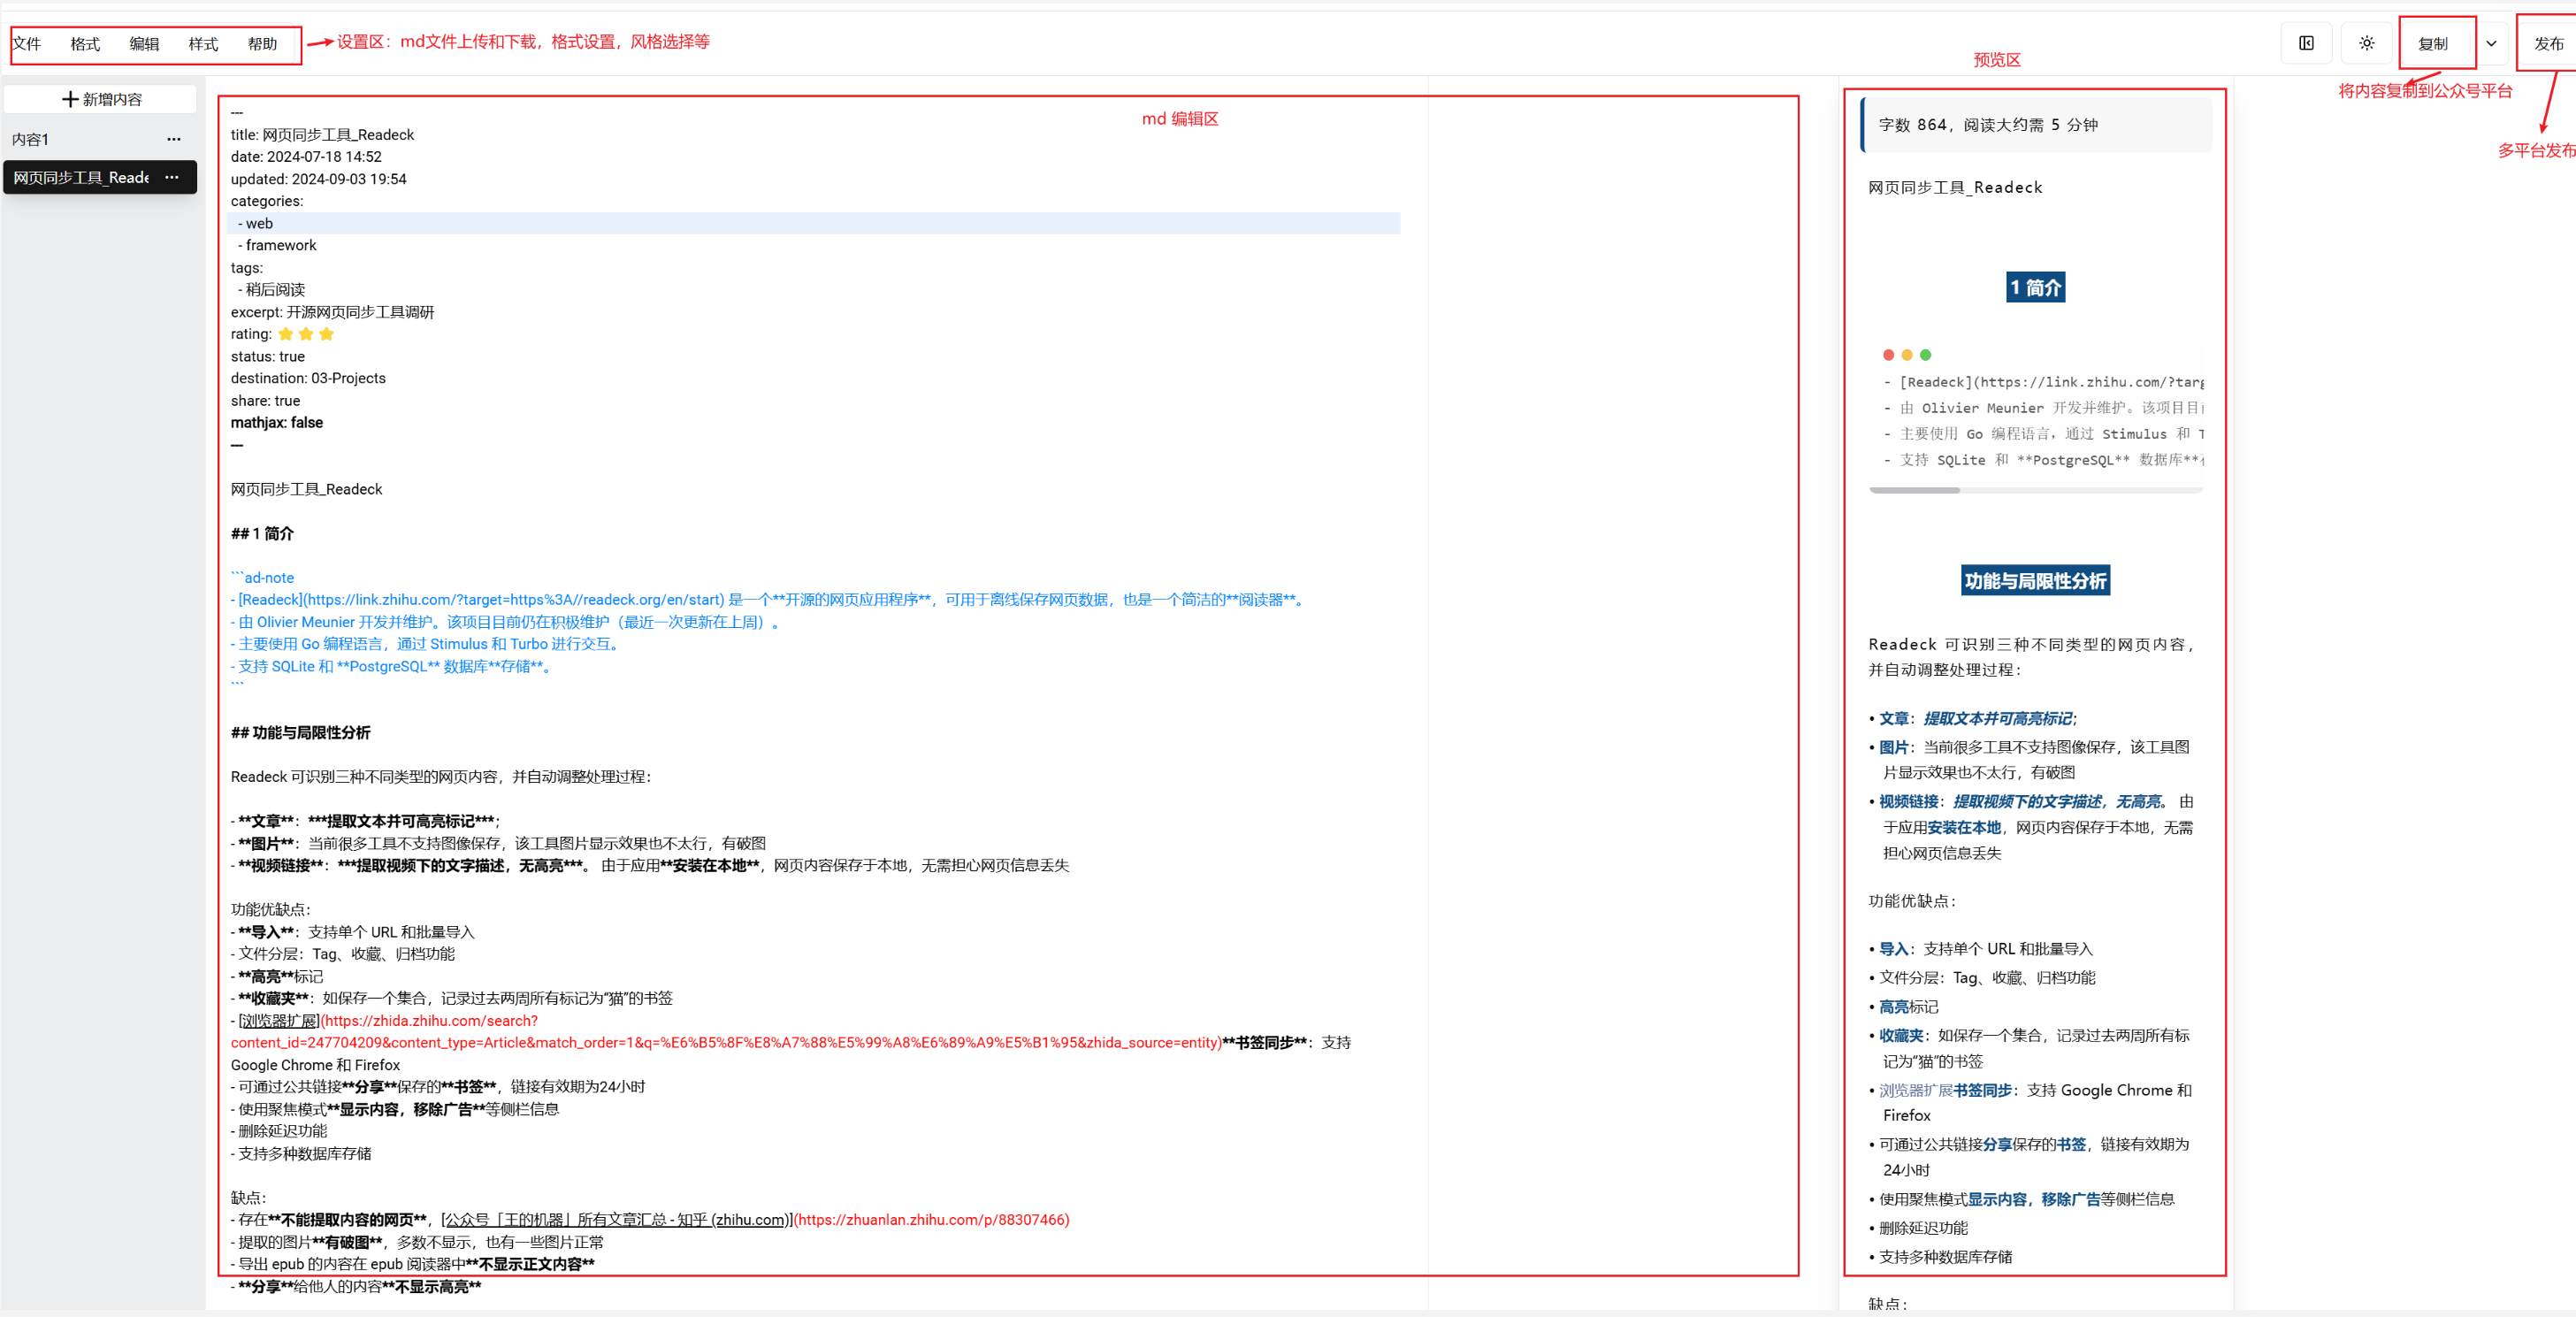 文件 格式 编辑 样式 帮助
设置区：md文件上传和下载，格式设置，风格选择等
预览区
复制
发布
将内容复制到公众号平台
多平台发布
新增内容
内容1
网页同步工具_Reade
md 编辑区
---
title: 网页同步工具_Readeck
date: 2024-07-18 14:52
updated: 2024-09-03 19:54
categories:
- web
- framework
tags:
- 稍后阅读
excerpt: 开源网页同步工具调研
rating: ⭐⭐⭐
status: true
destination: 03-Projects
share: true
mathjax: false
---
网页同步工具_Readeck
## 1 简介
```ad-note
- [Readeck](https://link.zhihu.com/?target=https%3A//readeck.org/en/start) 是一个**开源的网页应用程序**，可用于离线保存网页数据，也是一个简洁的**阅读器**。
- 由 Olivier Meunier 开发并维护。该项目目前仍在积极维护（最近一次更新在上周）。
- 主要使用 Go 编程语言，通过 Stimulus 和 Turbo 进行交互。
- 支持 SQLite 和 **PostgreSQL** 数据库**存储**。
```
## 功能与局限性分析
Readeck 可识别三种不同类型的网页内容，并自动调整处理过程：
- **文章**：***提取文本并可高亮标记***；
- **图片**：当前很多工具不支持图像保存，该工具图片显示效果也不太行，有破图
- **视频链接**：***提取视频下的文字描述，无高亮***。 由于应用**安装在本地**，网页内容保存于本地，无需担心网页信息丢失
功能优缺点：
- **导入**：支持单个 URL 和批量导入
- 文件分层：Tag、收藏、归档功能
- **高亮**标记
- **收藏夹**：如保存一个集合，记录过去两周所有标记为“猫”的书签
- [浏览器扩展](https://zhida.zhihu.com/search?
content_id=247704209&content_type=Article&match_order=1&q=%E6%B5%8F%E8%A7%88%E5%99%A8%E6%89%A9%E5%B1%95&zhida_source=entity)**书签同步**：支持
Google Chrome 和 Firefox
- 可通过公共链接**分享**保存的**书签**，链接有效期为24小时
- 使用聚焦模式**显示内容，移除广告**等侧栏信息
- 删除延迟功能
- 支持多种数据库存储
缺点：
- 存在**不能提取内容的网页**，[公众号「王的机器」所有文章汇总 - 知乎 (zhihu.com)](https://zhuanlan.zhihu.com/p/88307466)
- 提取的图片**有破图**，多数不显示，也有一些图片正常
- 导出 epub 的内容在 epub 阅读器中**不显示正文内容**
- **分享**给他人的内容**不显示高亮**
字数 864，阅读大约需 5 分钟
网页同步工具_Readeck
1 简介
- [Readeck](https://link.zhihu.com/?targ
- 由 Olivier Meunier 开发并维护。该项目目
- 主要使用 Go 编程语言，通过 Stimulus 和 T
- 支持 SQLite 和 **PostgreSQL** 数据库**
功能与局限性分析
Readeck 可识别三种不同类型的网页内容，
并自动调整处理过程：
• 文章：提取文本并可高亮标记；
• 图片：当前很多工具不支持图像保存，该工具图
片显示效果也不太行，有破图
• 视频链接：提取视频下的文字描述，无高亮。 由
于应用安装在本地，网页内容保存于本地，无需
担心网页信息丢失
功能优缺点：
• 导入：支持单个 URL 和批量导入
• 文件分层：Tag、收藏、归档功能
• 高亮标记
• 收藏夹：如保存一个集合，记录过去两周所有标
记为“猫”的书签
• 浏览器扩展书签同步：支持 Google Chrome 和
Firefox
• 可通过公共链接分享保存的书签，链接有效期为
24小时
• 使用聚焦模式显示内容，移除广告等侧栏信息
• 删除延迟功能
• 支持多种数据库存储
缺点：